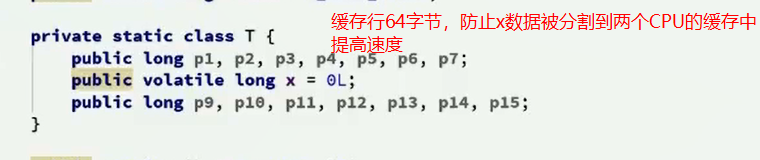 缓存行64字节，防止x数据被分割到两个CPU的缓存中
提高速度
private static class T {
public long p1, p2, p3, p4, p5, p6, p7;
public volatile long x = 0L;
public long p9, p10, p11, p12, p13, p14, p15;
}